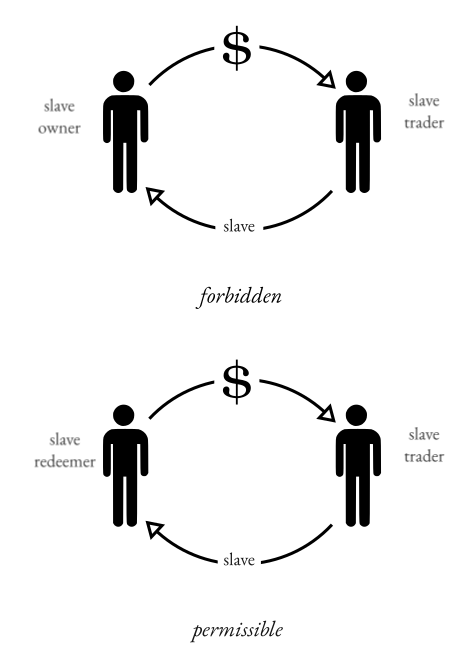 $
slave
owner
slave
trader
slave
forbidden
$
slave
redeemer
slave
trader
slave
permissible